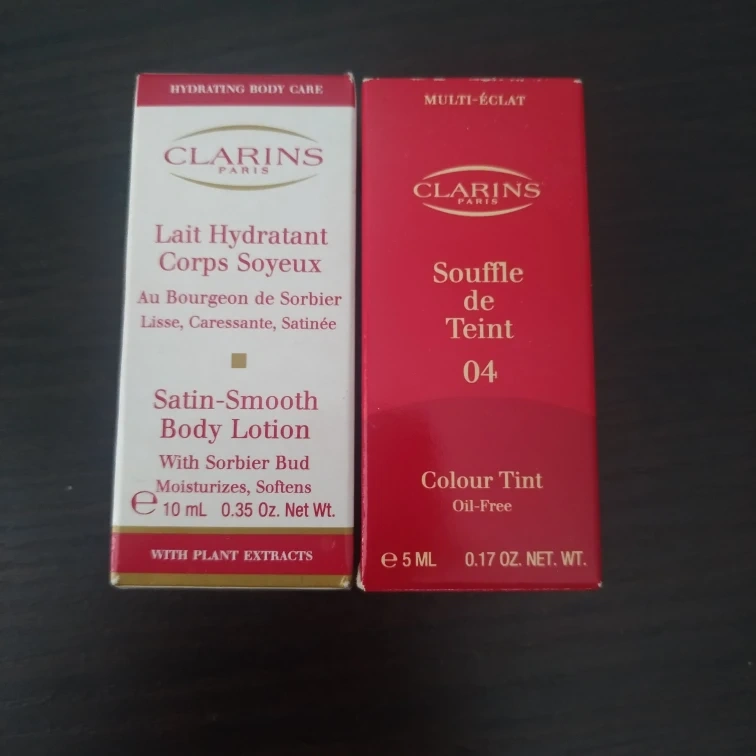 HYDRATING BODY CARE
CLARINS
PARIS
Lait Hydratant
Corps Soyeux
Au Bourgeon de Sorbier
Lisse, Caressante, Satinée
Satin-Smooth
Body Lotion
With Sorbier Bud
Moisturizes, Softens
℮ 10 mL 0.35 Oz. Net Wt.
WITH PLANT EXTRACTS
MULTI-ÉCLAT
CLARINS
PARIS
Souffle
de
Teint
04
Colour Tint
Oil-Free
℮ 5 ML 0.17 OZ. NET. WT.